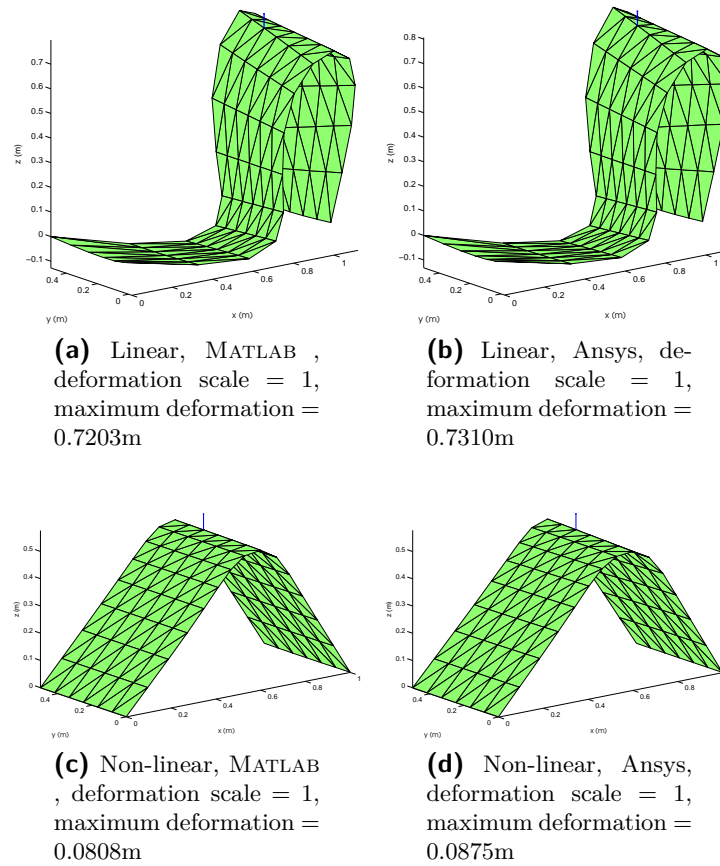 0.7
0.6
0.5
0.4
0.3
0.2
0.1
0
−0.1
z (m)
0.4
0.2
0
y (m)
0
0.2
0.4
0.6
0.8
1
x (m)
0.8
0.7
0.6
0.5
0.4
0.3
0.2
0.1
0
−0.1
z (m)
0.4
0.2
0
y (m)
0
0.2
0.4
0.6
0.8
1
x (m)
(a) Linear, MATLAB ,
deformation scale = 1,
maximum deformation =
0.7203m
(b) Linear, Ansys, de-
formation scale = 1,
maximum deformation =
0.7310m
0.5
0.4
0.3
0.2
0.1
0
z (m)
0.4
0.2
0
y (m)
0
0.2
0.4
0.6
0.8
1
x (m)
0.5
0.4
0.3
0.2
0.1
0
z (m)
0.4
0.2
0
y (m)
0
0.2
0.4
0.6
0.8
x (m)
(c) Non-linear, MATLAB
, deformation scale = 1,
maximum deformation =
0.0808m
(d) Non-linear, Ansys,
deformation scale = 1,
maximum deformation =
0.0875m